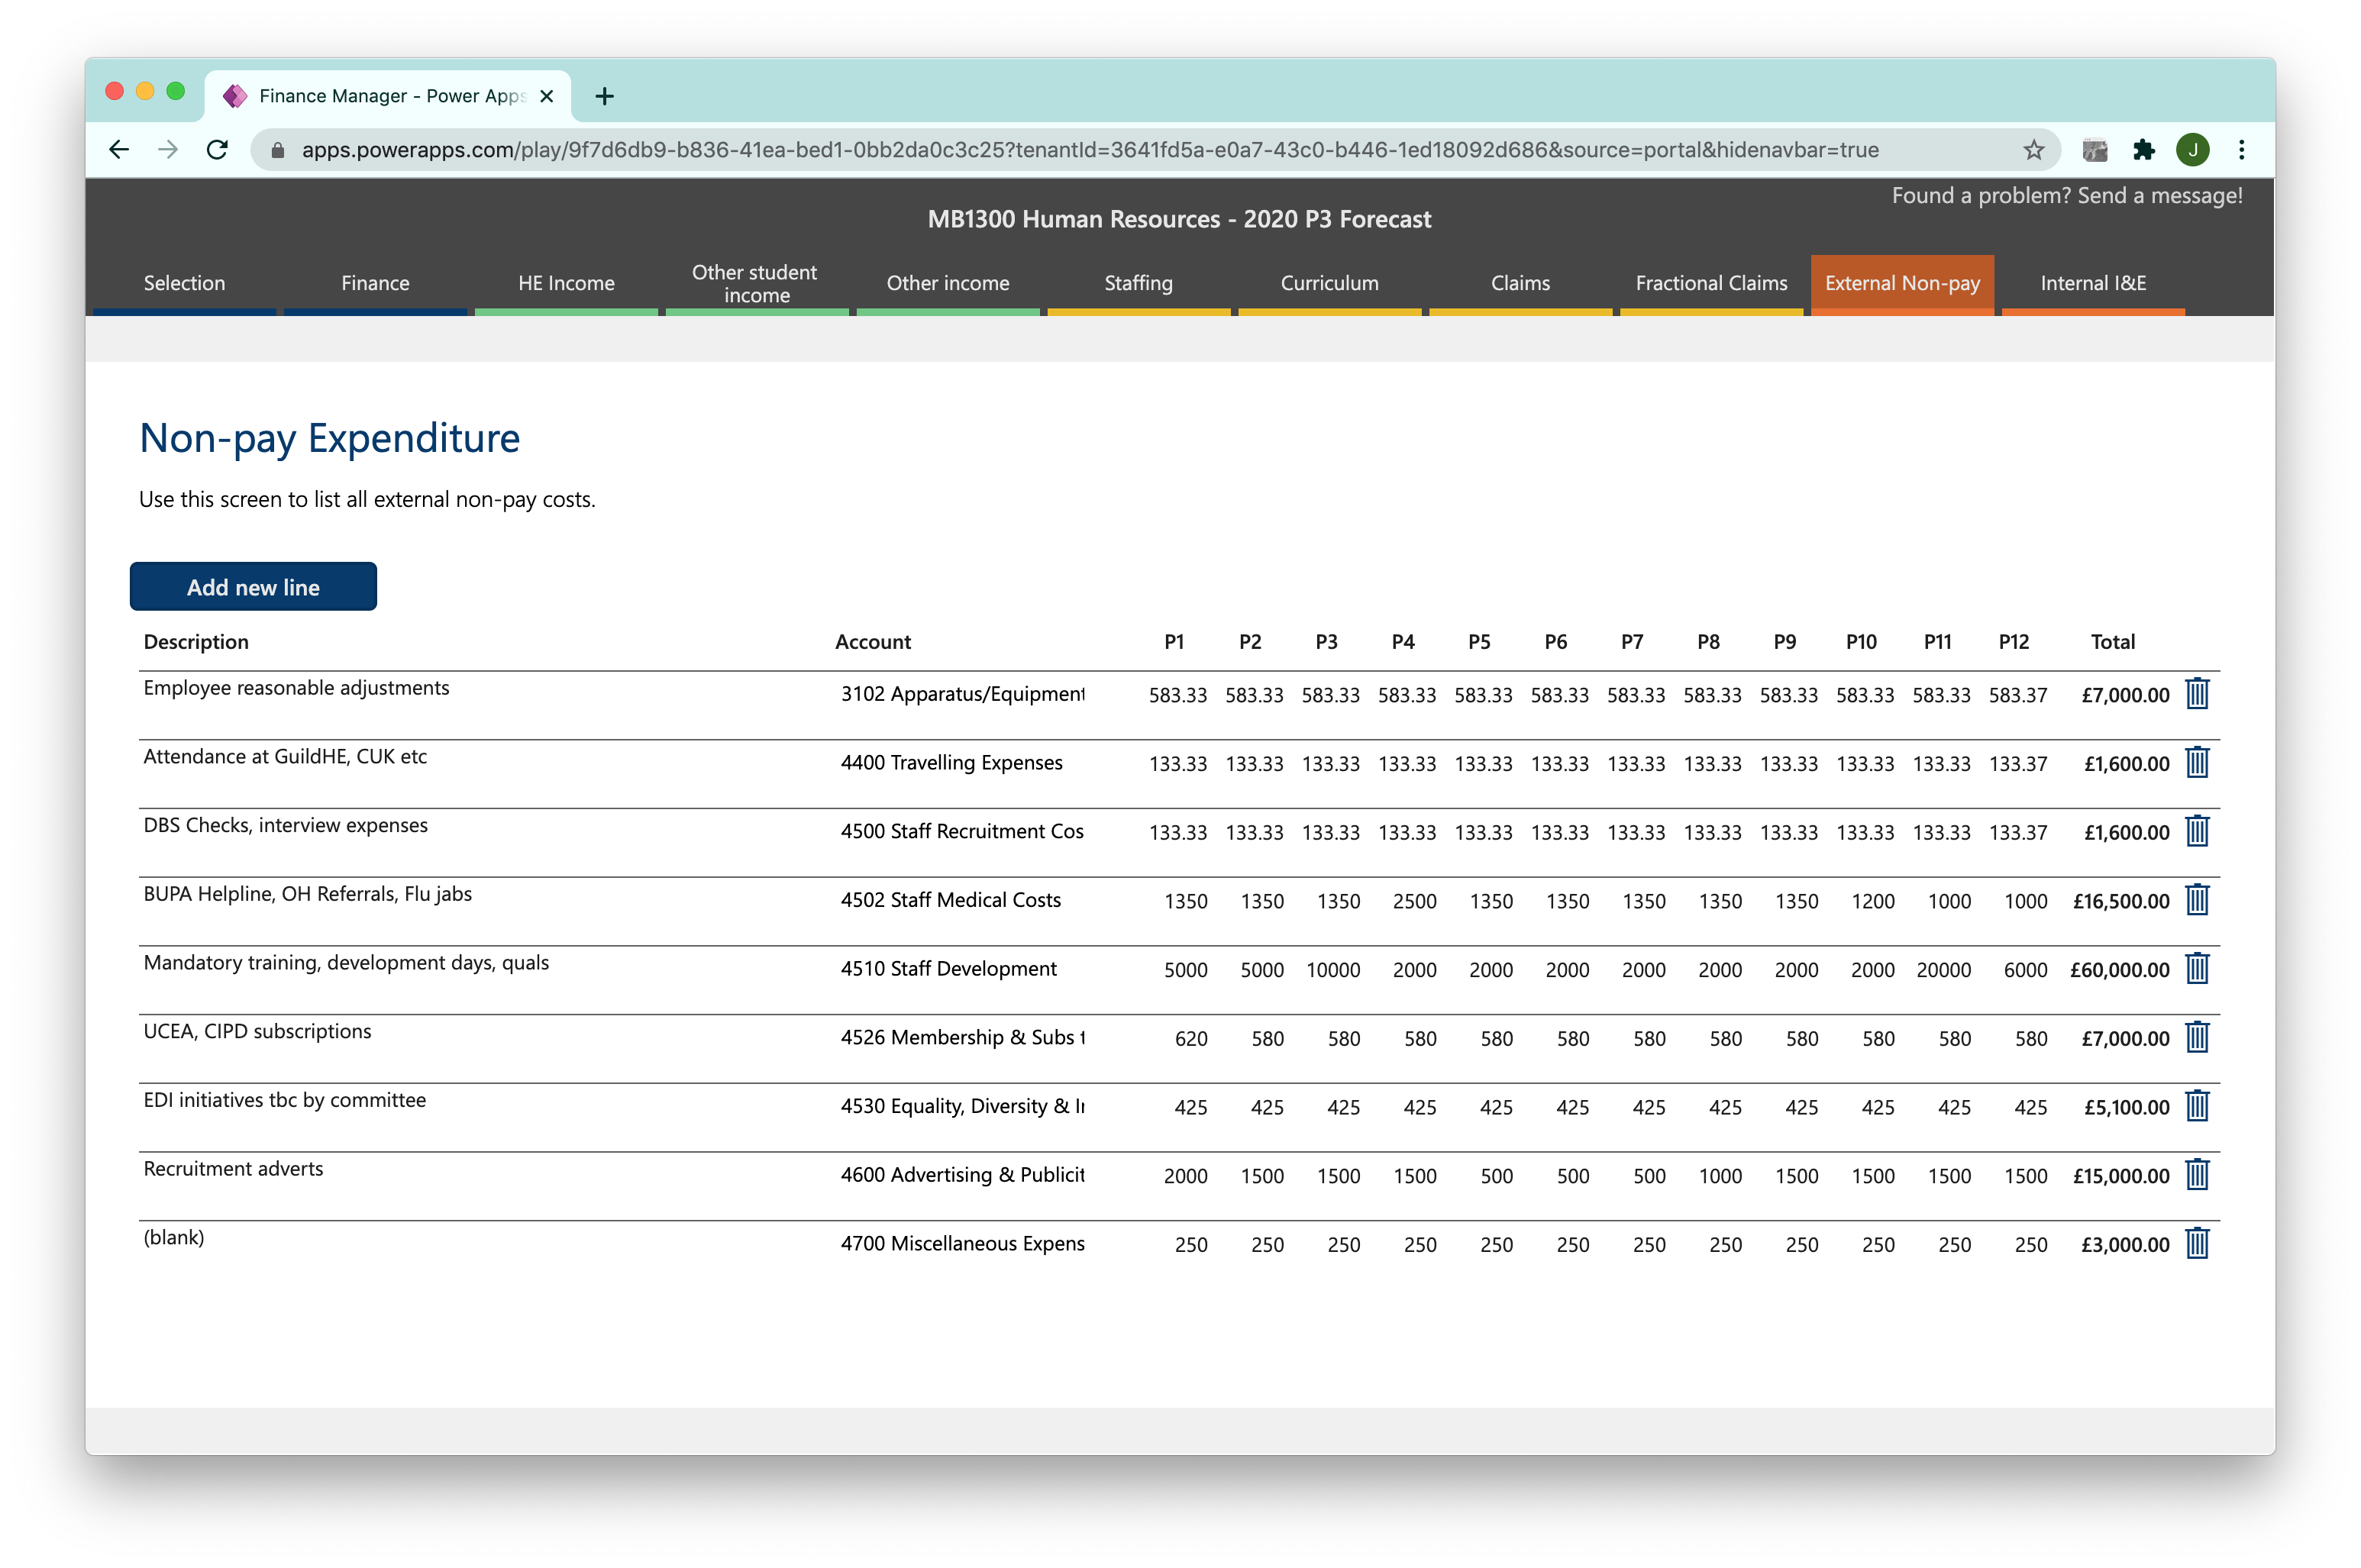 Finance Manager - Power Apps
apps.powerapps.com/play/9f7d6db9-b836-41ea-bed1-0bb2da0c3c25?tenantId=3641fd5a-e0a7-43c0-b446-1ed18092d686&source=portal&hidenavbar=true
J
Found a problem? Send a message!
MB1300 Human Resources - 2020 P3 Forecast
Selection Finance HE Income Other student income Other income Staffing Curriculum Claims Fractional Claims External Non-pay Internal I&E
Non-pay Expenditure
Use this screen to list all external non-pay costs.
Add new line
Description Account P1 P2 P3 P4 P5 P6 P7 P8 P9 P10 P11 P12 Total
Employee reasonable adjustments 3102 Apparatus/Equipment 583.33 583.33 583.33 583.33 583.33 583.33 583.33 583.33 583.33 583.33 583.33 583.37 £7,000.00
Attendance at GuildHE, CUK etc 4400 Travelling Expenses 133.33 133.33 133.33 133.33 133.33 133.33 133.33 133.33 133.33 133.33 133.33 133.37 £1,600.00
DBS Checks, interview expenses 4500 Staff Recruitment Cos 133.33 133.33 133.33 133.33 133.33 133.33 133.33 133.33 133.33 133.33 133.33 133.37 £1,600.00
BUPA Helpline, OH Referrals, Flu jabs 4502 Staff Medical Costs 1350 1350 1350 2500 1350 1350 1350 1350 1350 1200 1000 1000 £16,500.00
Mandatory training, development days, quals 4510 Staff Development 5000 5000 10000 2000 2000 2000 2000 2000 2000 2000 20000 6000 £60,000.00
UCEA, CIPD subscriptions 4526 Membership & Subs t 620 580 580 580 580 580 580 580 580 580 580 580 £7,000.00
EDI initiatives tbc by committee 4530 Equality, Diversity & I 425 425 425 425 425 425 425 425 425 425 425 425 £5,100.00
Recruitment adverts 4600 Advertising & Publicit 2000 1500 1500 1500 500 500 500 1000 1500 1500 1500 1500 £15,000.00
(blank) 4700 Miscellaneous Expens 250 250 250 250 250 250 250 250 250 250 250 250 £3,000.00